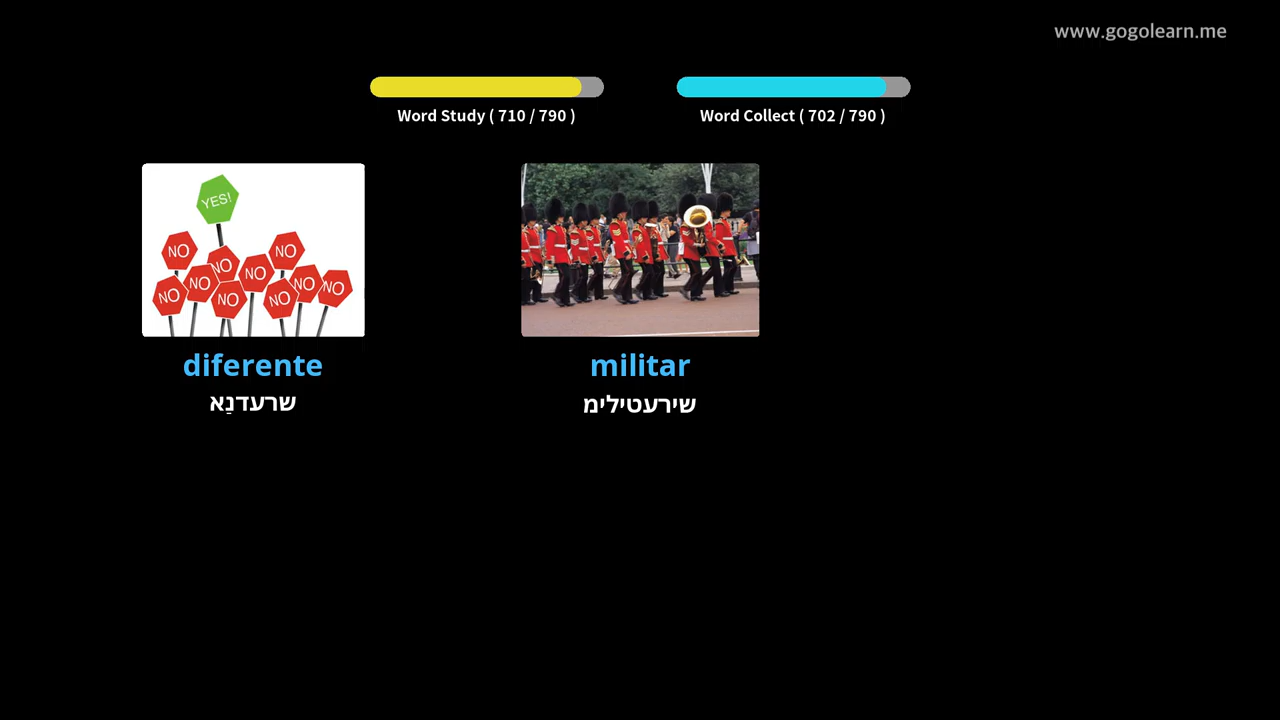 www.gogolearn.me
Word Study ( 710 / 790 )
Word Collect ( 702 / 790 )
YES!
NO
NO
NO
NO
NO
NO
NO
NO
NO
NO
diferente
שרעדנַא
militar
שירעטילימ